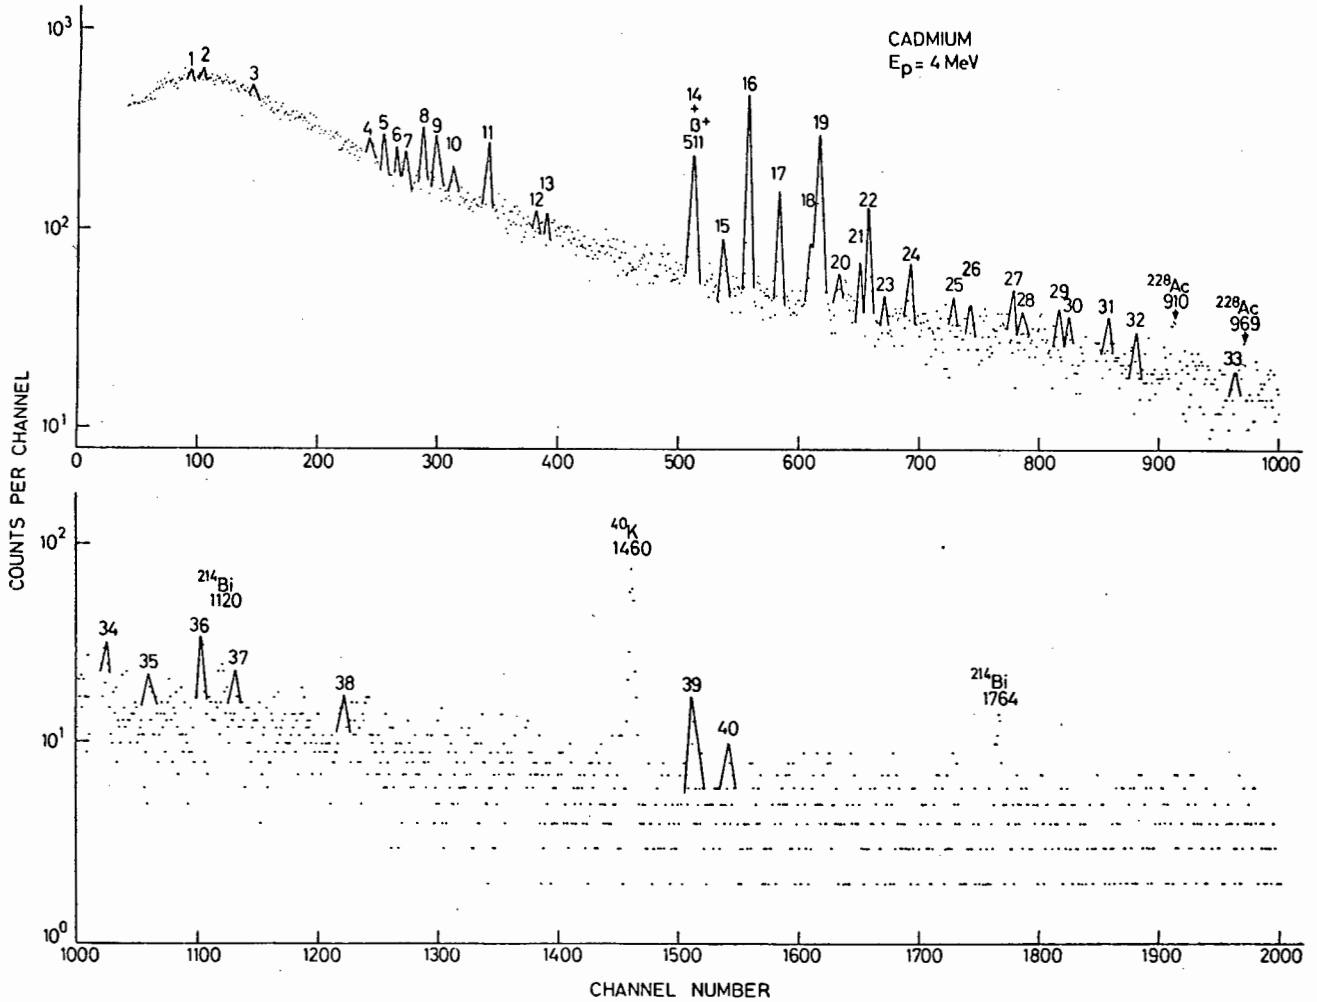 10³
CADMIUM
Eₚ = 4 MeV
1 2 3 4 5 6 7 8 9 10 11 12 13
14
+
β⁺
511
15 16 17 18 19 20 21 22 23 24 25 26 27 28 29 30 31 32
²²⁸Ac
910
²²⁸Ac
969
33
10²
10¹
0 100 200 300 400 500 600 700 800 900 1000
COUNTS PER CHANNEL
10²
⁴⁰K
1460
²¹⁴Bi
1120
34 35 36 37 38 39 40
²¹⁴Bi
1764
10¹
10⁰
1000 1100 1200 1300 1400 1500 1600 1700 1800 1900 2000
CHANNEL NUMBER